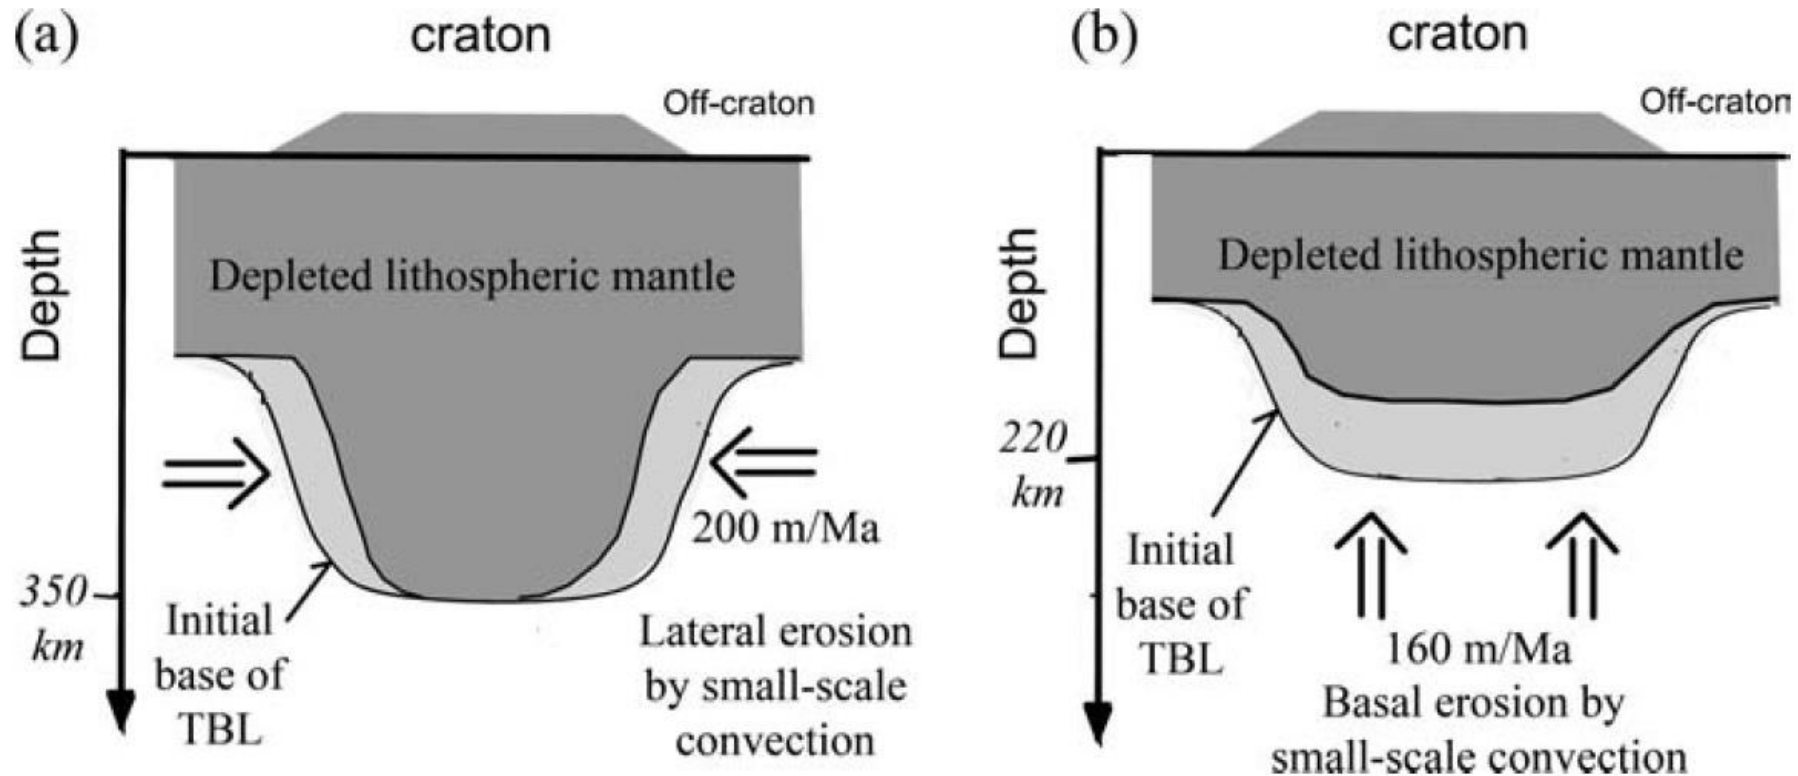 (a)
craton
Off-craton
Depth
Depleted lithospheric mantle
350
km
Initial
base of
TBL
200 m/Ma
Lateral erosion
by small-scale
convection
(b)
craton
Off-craton
Depth
Depleted lithospheric mantle
220
km
Initial
base of
TBL
160 m/Ma
Basal erosion by
small-scale convection